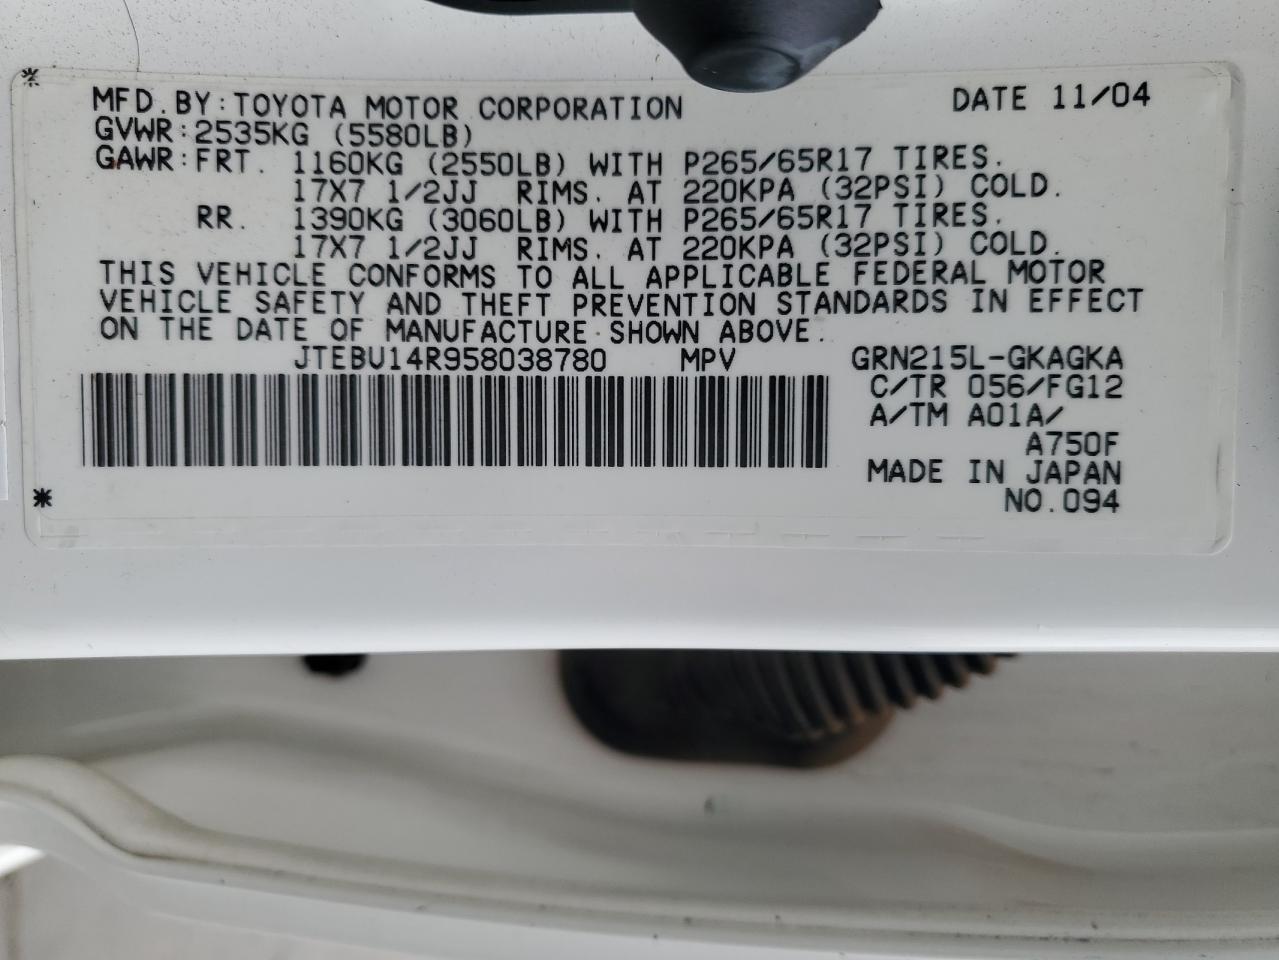 MFD.BY:TOYOTA MOTOR CORPORATION DATE 11/04
GVWR:2535KG (5580LB)
GAWR:FRT. 1160KG (2550LB) WITH P265/65R17 TIRES.
17X7 1/2JJ RIMS. AT 220KPA (32PSI) COLD.
RR. 1390KG (3060LB) WITH P265/65R17 TIRES.
17X7 1/2JJ RIMS. AT 220KPA (32PSI) COLD.
THIS VEHICLE CONFORMS TO ALL APPLICABLE FEDERAL MOTOR
VEHICLE SAFETY AND THEFT PREVENTION STANDARDS IN EFFECT
ON THE DATE OF MANUFACTURE SHOWN ABOVE.
JTEBU14R958038780 MPV GRN215L-GKAGKA
C/TR 056/FG12
A/TM A01A/
A750F
MADE IN JAPAN
NO.094